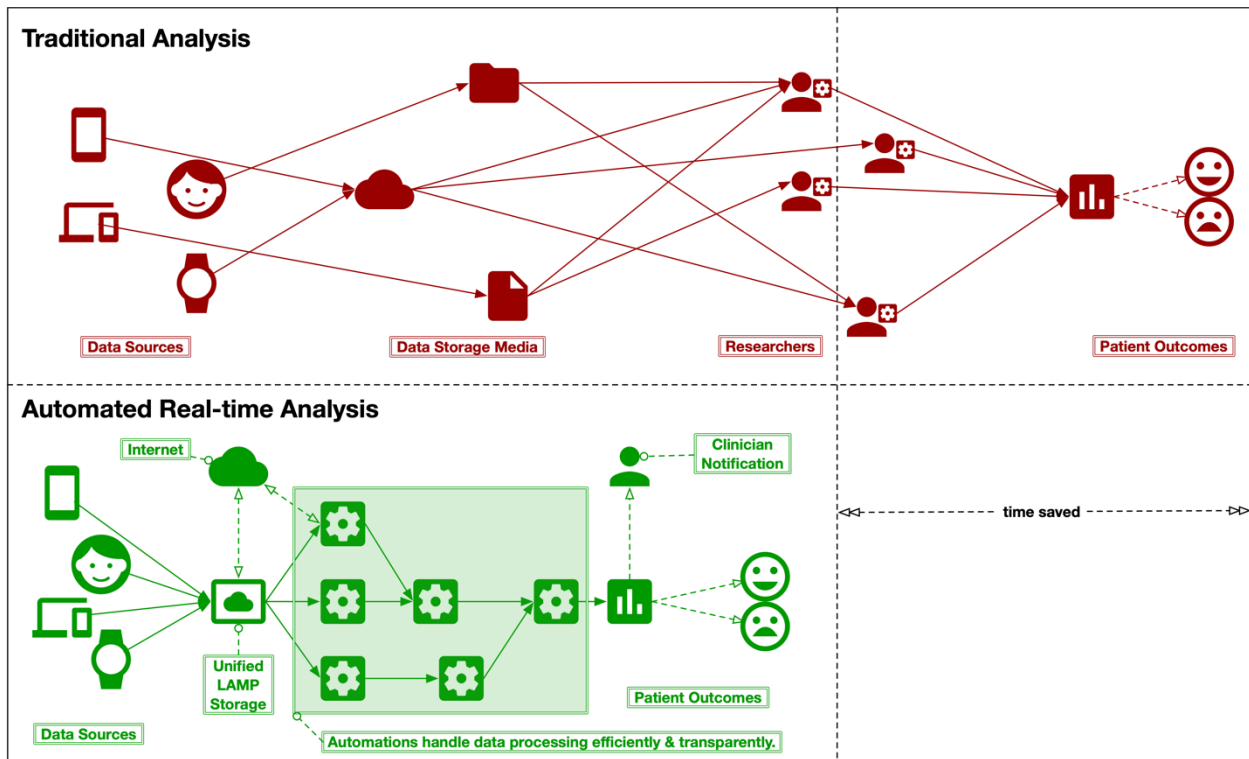 Traditional Analysis
Data Sources
Data Storage Media
Researchers
Patient Outcomes
Automated Real-time Analysis
Internet
Clinician
Notification
time saved
Unified
LAMP
Storage
Patient Outcomes
Data Sources
Automations handle data processing efficiently & transparently.